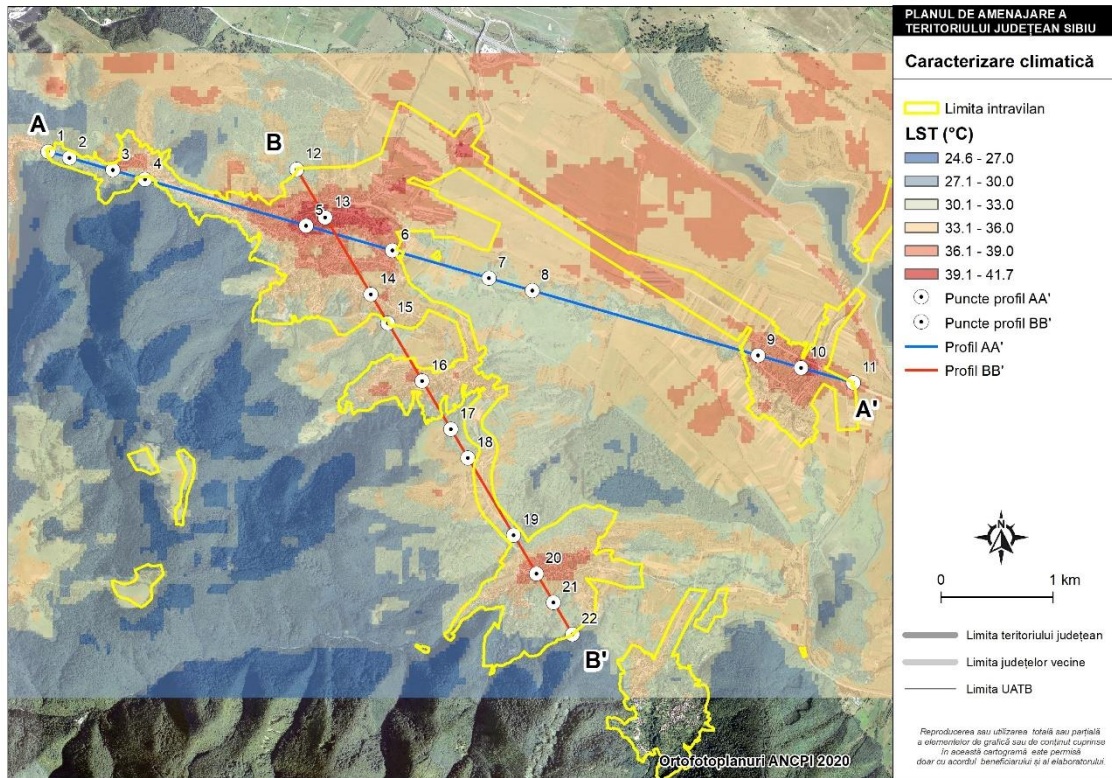 PLANUL DE AMENAJARE A
TERITORIULUI JUDEȚEAN SIBIU
Caracterizare climatică
Limita intravilan
LST (°C)
24.6 - 27.0
27.1 - 30.0
30.1 - 33.0
33.1 - 36.0
36.1 - 39.0
39.1 - 41.7
Puncte profil AA'
Puncte profil BB'
Profil AA'
Profil BB'
N
0 1 km
Limita teritoriului județean
Limita județelor vecine
Limita UATB
Reproducerea sau utilizarea totală sau parțială
a elementelor de grafică sau de conținut cuprinse
în această cartogramă este permisă
doar cu acordul beneficiarului și al elaboratorului.
A
1
2
3
4
B
12
5
13
6
7
8
14
15
16
9
10
11
A'
17
18
19
20
21
22
B'
Ortofotoplanuri ANCPI 2020